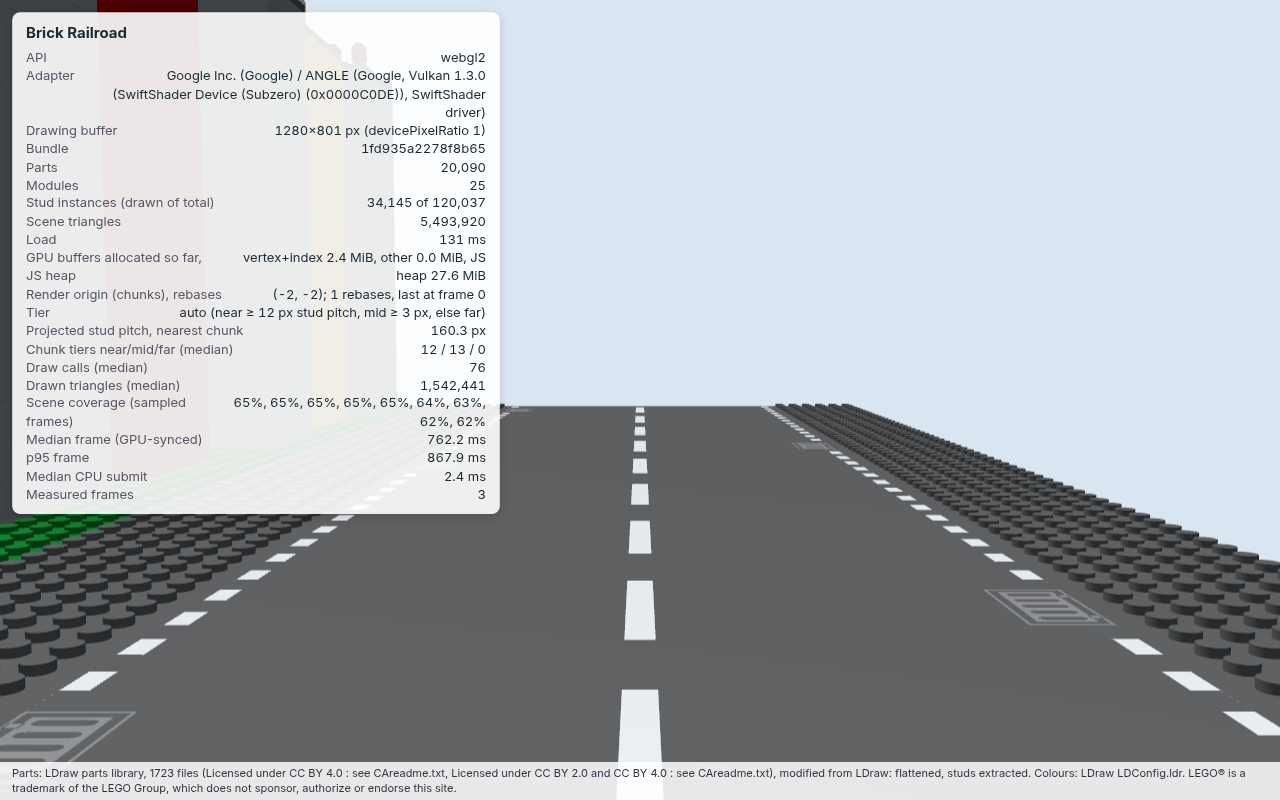 Brick Railroad
API webgl2
Adapter Google Inc. (Google) / ANGLE (Google, Vulkan 1.3.0
(SwiftShader Device (Subzero) (0x0000C0DE)), SwiftShader
driver)
Drawing buffer 1280×801 px (devicePixelRatio 1)
Bundle 1fd935a2278f8b65
Parts 20,090
Modules 25
Stud instances (drawn of total) 34,145 of 120,037
Scene triangles 5,493,920
Load 131 ms
GPU buffers allocated so far, vertex+index 2.4 MiB, other 0.0 MiB, JS
JS heap heap 27.6 MiB
Render origin (chunks), rebases (-2, -2); 1 rebases, last at frame 0
Tier auto (near ≥ 12 px stud pitch, mid ≥ 3 px, else far)
Projected stud pitch, nearest chunk 160.3 px
Chunk tiers near/mid/far (median) 12 / 13 / 0
Draw calls (median) 76
Drawn triangles (median) 1,542,441
Scene coverage (sampled 65%, 65%, 65%, 65%, 65%, 64%, 63%,
frames) 62%, 62%
Median frame (GPU-synced) 762.2 ms
p95 frame 867.9 ms
Median CPU submit 2.4 ms
Measured frames 3
Parts: LDraw parts library, 1723 files (Licensed under CC BY 4.0 : see CAreadme.txt, Licensed under CC BY 2.0 and CC BY 4.0 : see CAreadme.txt), modified from LDraw: flattened, studs extracted. Colours: LDraw LDConfig.ldr. LEGO® is a
trademark of the LEGO Group, which does not sponsor, authorize or endorse this site.